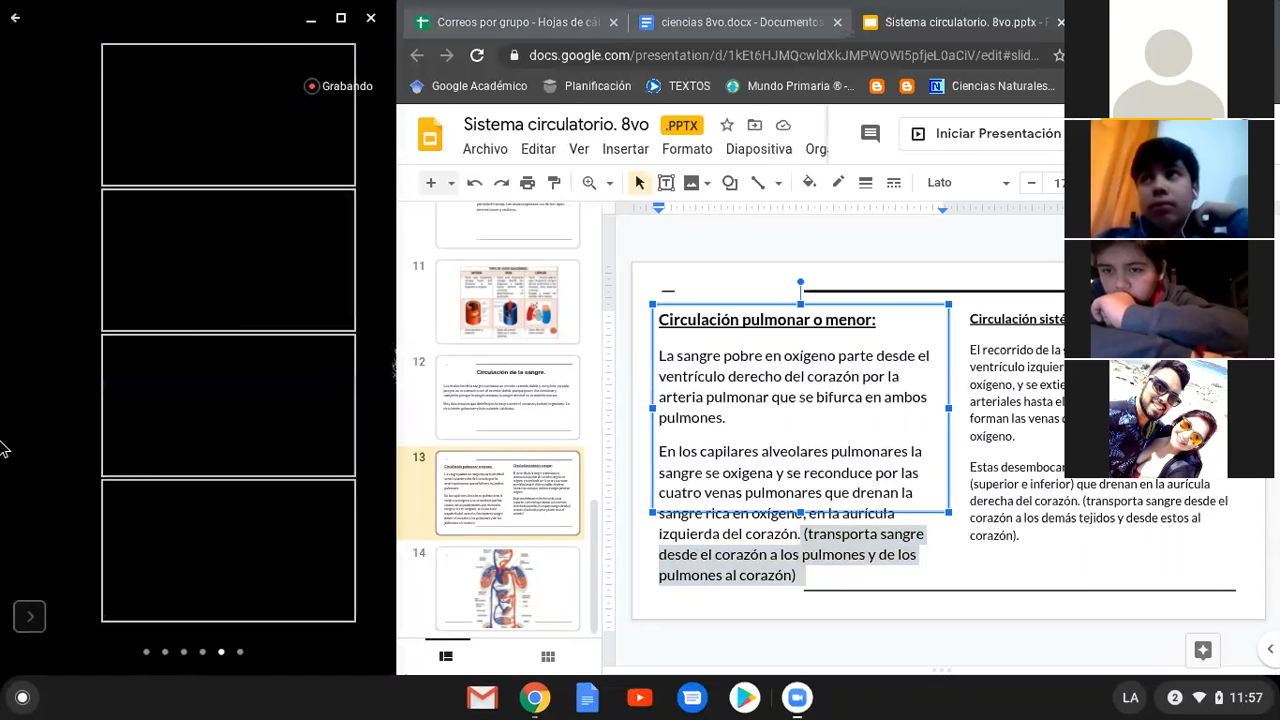 Grabando
Correos por grupo - Hojas de cá
ciencias 8vo.docx - Documentos
Sistema circulatorio. 8vo.pptx - F
docs.google.com/presentation/d/1kEt6HJMQcwldXkJMPWOWI5pfjeL0aCiV/edit#slid
Google Académico
Planificación
TEXTOS
Mundo Primaria ® -...
Ciencias Naturales...
Sistema circulatorio. 8vo
.PPTX
Archivo Editar Ver Insertar Formato Diapositiva Org
Iniciar Presentación
Lato
17
11
12
Circulación de la sangre.
13
14
Circulación pulmonar o menor:
La sangre pobre en oxígeno parte desde el
ventrículo derecho del corazón por la
arteria pulmonar que se bifurca en ambos
pulmones.
En los capilares alveolares pulmonares la
sangre se oxigena y se reconduce por las
cuatro venas pulmonares que drenan la
sangre rica en oxígeno, en la aurícula
izquierda del corazón. (transporta sangre
desde el corazón a los pulmones y de los
pulmones al corazón)
Circulación sisté
El recorrido de la s
ventrículo izquier
oxígeno, y se extie
arteriales hasta el
forman las venas
oxígeno.
Estas desembocan
(superior e inferior) que drenan en la aurícula
derecha del corazón. (transporta sangre desde el
corazón a los demás tejidos y desde estos al
corazón).
LA
2
11:57